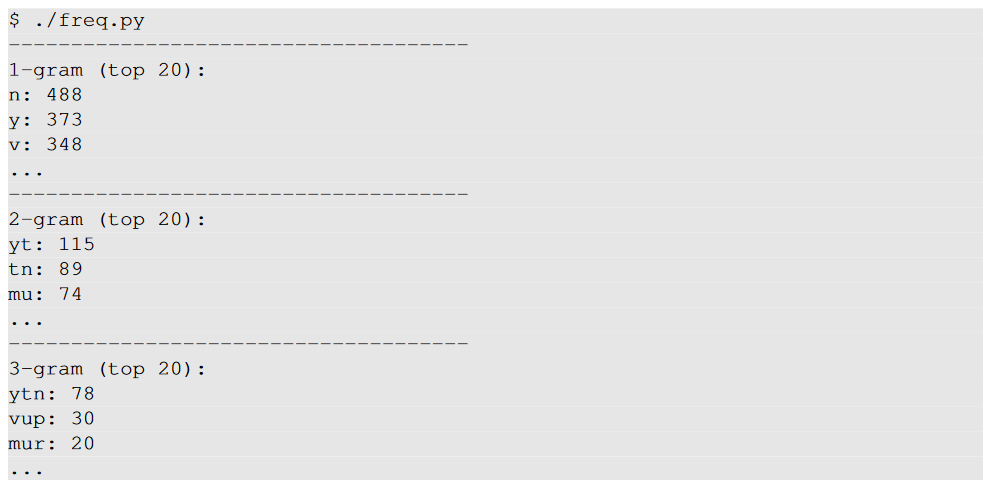 $ ./freq.py
-------------------------------------
1-gram (top 20):
n: 488
y: 373
v: 348
...
-------------------------------------
2-gram (top 20):
yt: 115
tn: 89
mu: 74
...
-------------------------------------
3-gram (top 20):
ytn: 78
vup: 30
mur: 20
...